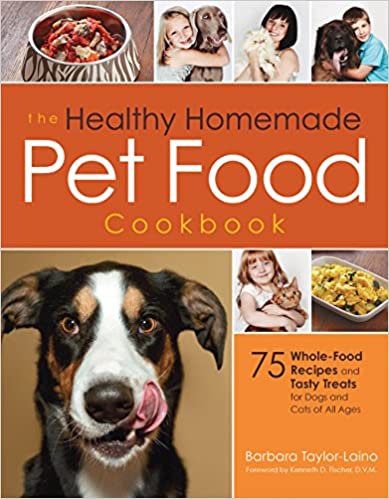 the Healthy Homemade
Pet Food
Cookbook
75 Whole-Food
Recipes and
Tasty Treats
for Dogs and
Cats of All Ages
Barbara Taylor-Laino
Foreword by Kenneth D. Fischer, D.V.M.